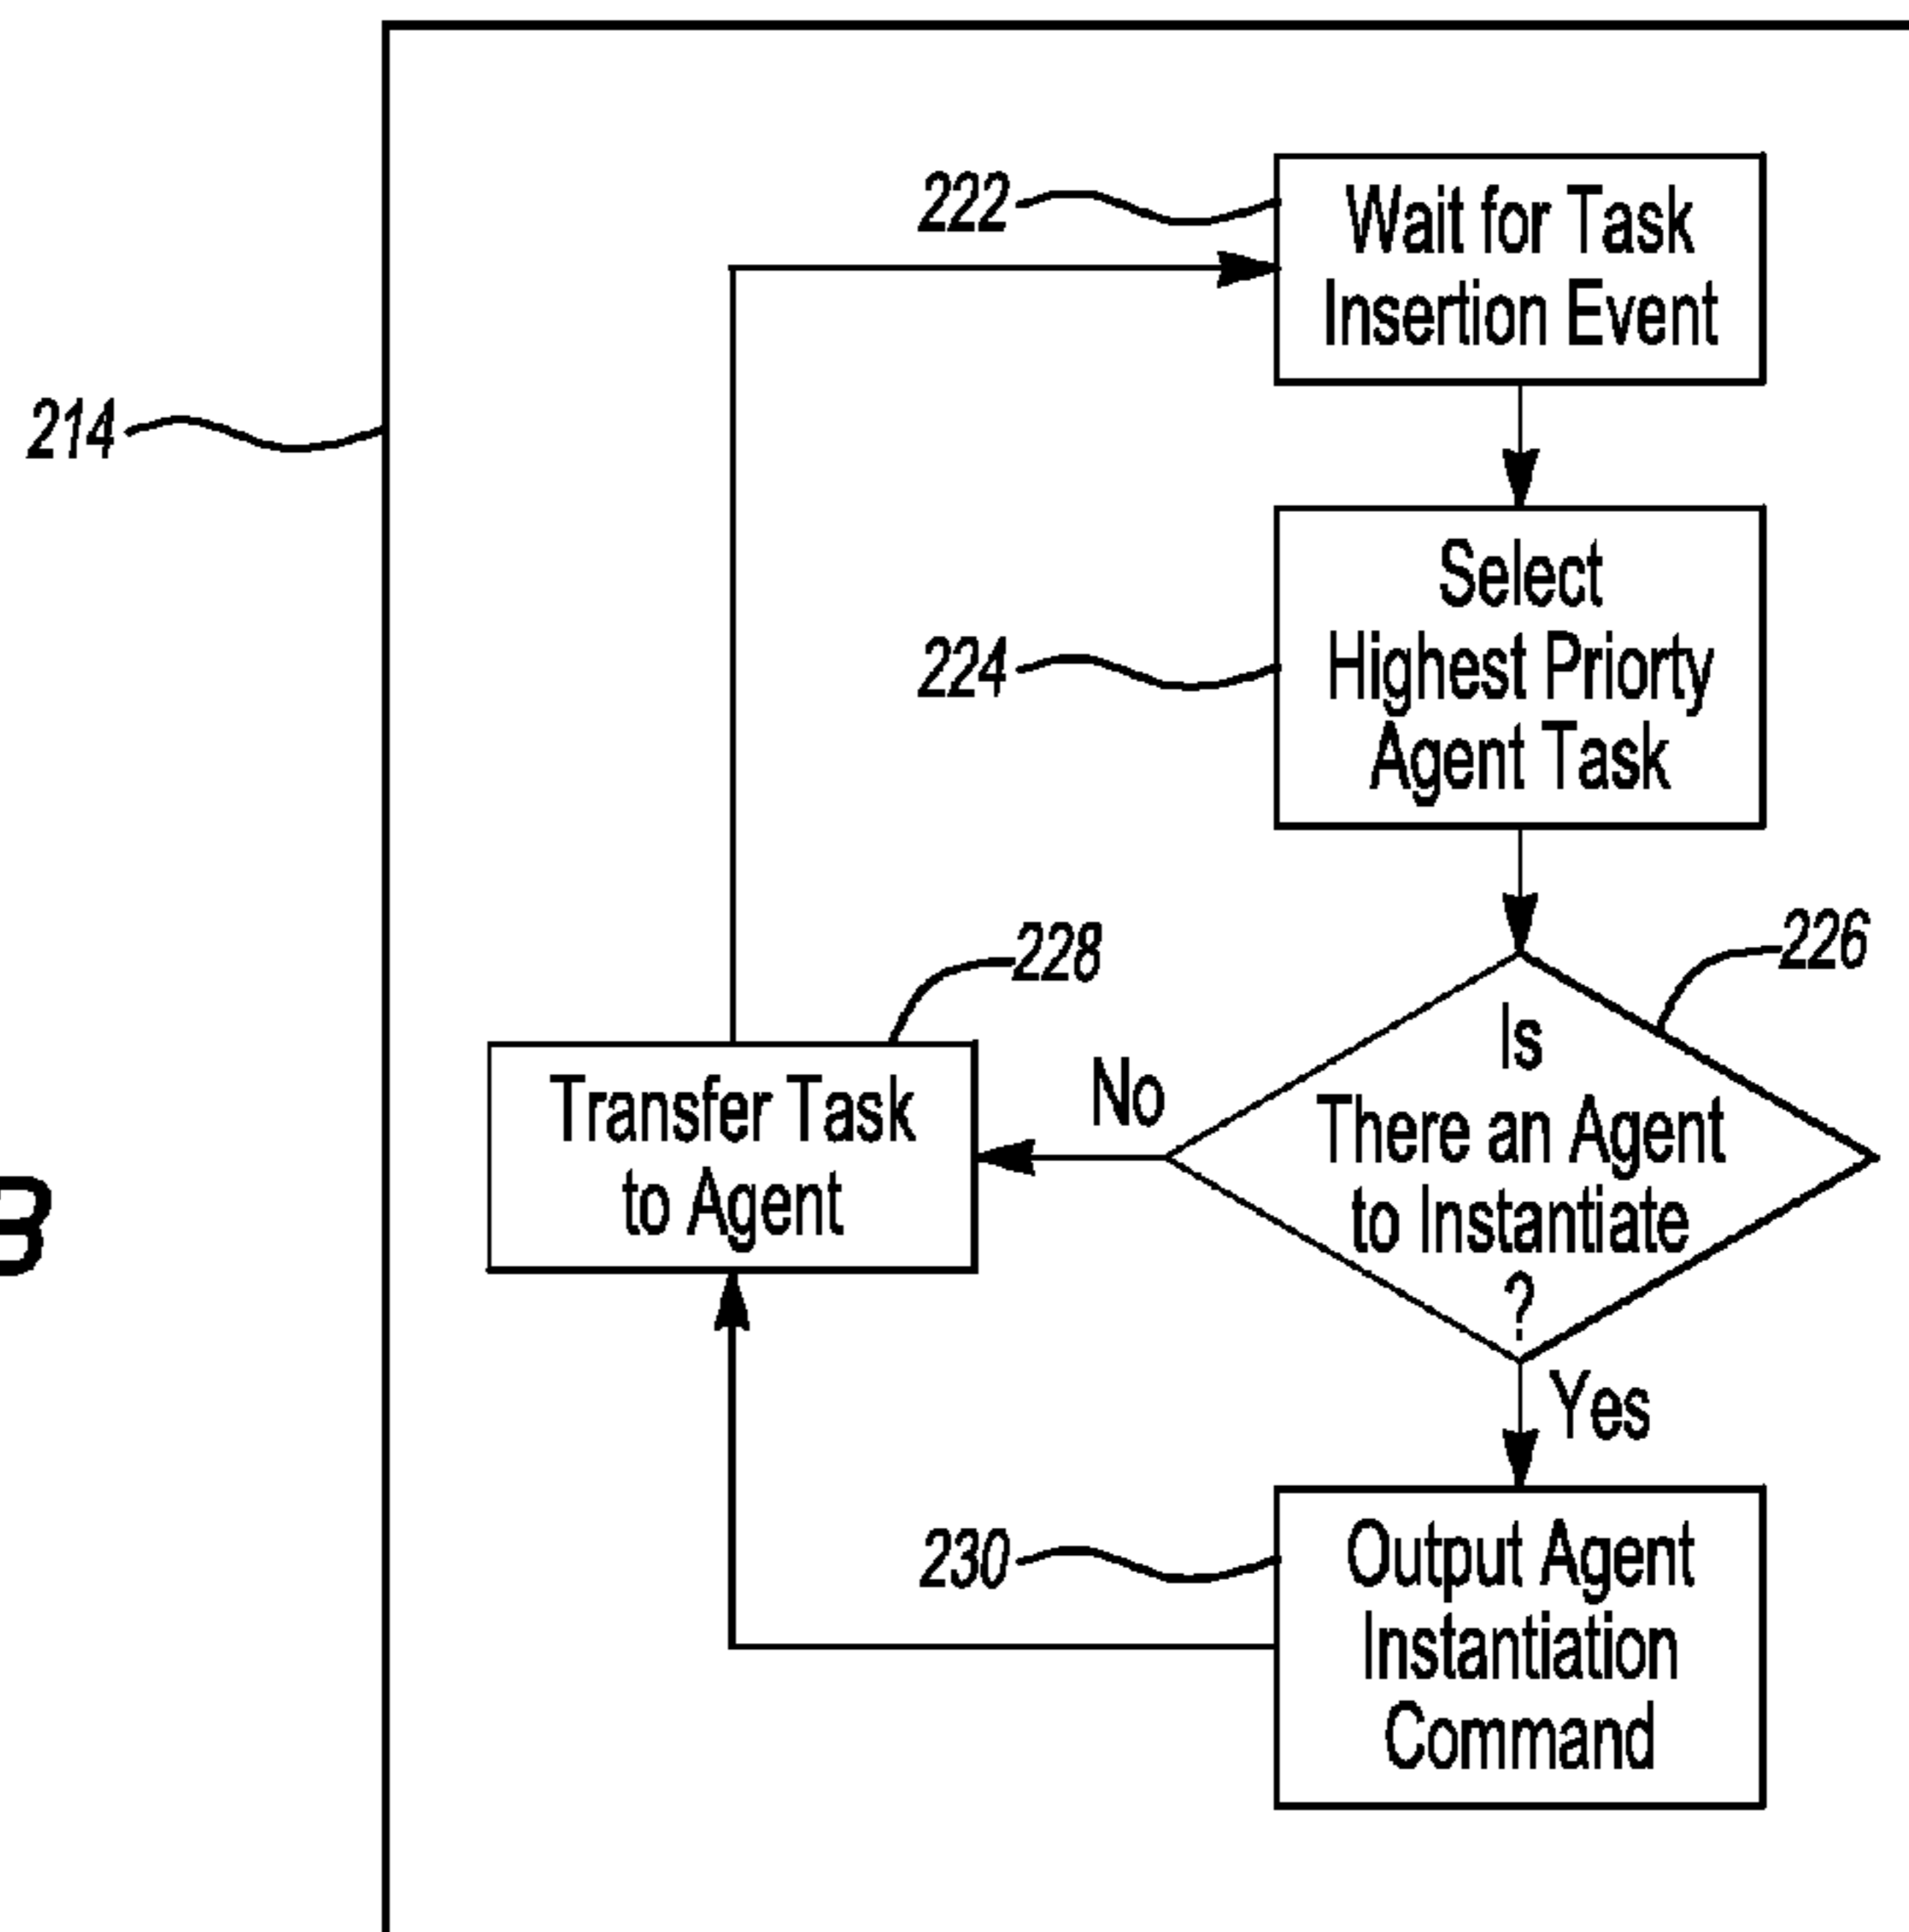 222
Wait for Task
Insertion Event
214
Select
Highest Priorty
Agent Task
224
228
226
Is
There an Agent
to Instantiate
?
No
Transfer Task
to Agent
B
Yes
230
Output Agent
Instantiation
Command